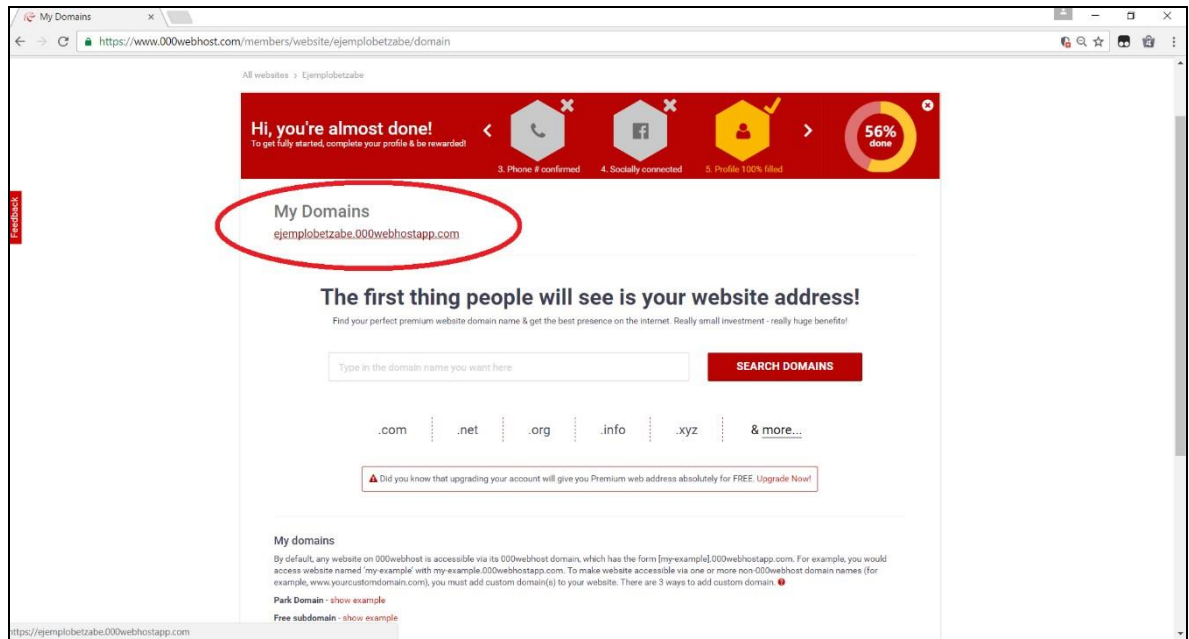 My Domains
https://www.000webhost.com/members/website/ejemplobetzabe/domain
All websites › Ejemplobetzabe
Hi, you're almost done!
To get fully started, complete your profile & be rewarded!
3. Phone # confirmed
4. Socially connected
5. Profile 100% filled
56%
done
Feedback
My Domains
ejemplobetzabe.000webhostapp.com
The first thing people will see is your website address!
Find your perfect premium website domain name & get the best presence on the internet. Really small investment - really huge benefits!
Type in the domain name you want here
SEARCH DOMAINS
.com .net .org .info .xyz & more...
Did you know that upgrading your account will give you Premium web address absolutely for FREE. Upgrade Now!
My domains
By default, any website on 000webhost is accessible via its 000webhost domain, which has the form [my-example].000webhostapp.com. For example, you would
access website named 'my-example' with my-example.000webhostapp.com. To make website accessible via one or more non-000webhost domain names (for
example, www.yourcustomdomain.com), you must add custom domain(s) to your website. There are 3 ways to add custom domain.
Park Domain - show example
Free subdomain - show example
ttps://ejemplobetzabe.000webhostapp.com